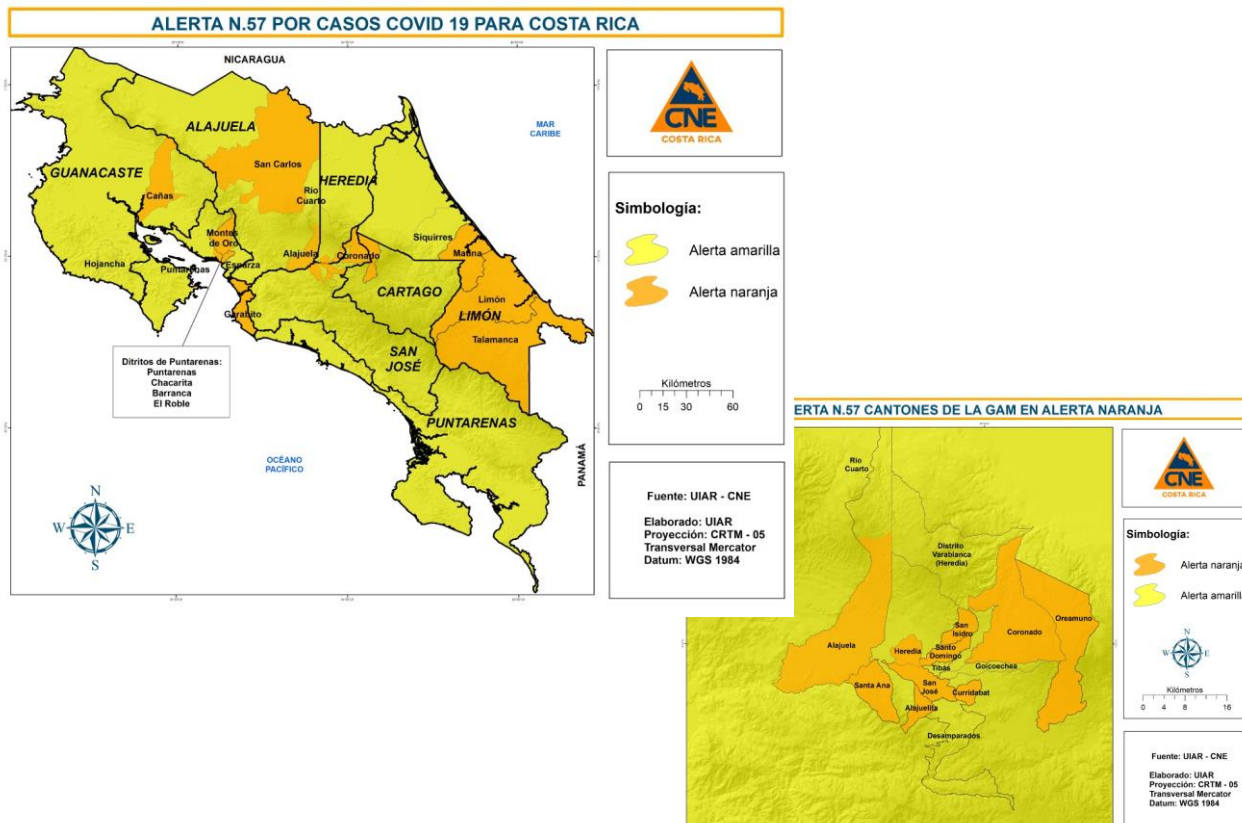 ALERTA N.57 POR CASOS COVID 19 PARA COSTA RICA
NICARAGUA
MAR
CARIBE
ALAJUELA
San Carlos
GUANACASTE
HEREDIA
Río
Cuarto
Cañas
Montes
de Oro
Siquirres
Matina
Alajuela
Coronado
Hojancha
Puntarenas
Esparza
CARTAGO
Limón
LIMÓN
Garabito
Talamanca
SAN
JOSÉ
Ditritos de Puntarenas:
Puntarenas
Chacarita
Barranca
El Roble
PUNTARENAS
OCÉANO
PACÍFICO
PANAMÁ
N
W
E
S
CNE
COSTA RICA
Simbología:
Alerta amarilla
Alerta naranja
Kilómetros
0 15 30 60
Fuente: UIAR - CNE
Elaborado: UIAR
Proyección: CRTM - 05
Transversal Mercator
Datum: WGS 1984
ERTA N.57 CANTONES DE LA GAM EN ALERTA NARANJA
Río
Cuarto
Distrito
Varablanca
(Heredia)
San
Isidro
Oreamuno
Coronado
Alajuela
Heredia
Santo
Domingo
Tibás
Goicoechea
Santa Ana
San
José
Curridabat
Alajuelita
Desamparados
CNE
COSTA RICA
Simbología:
Alerta naranja
Alerta amarill
N
W
E
S
Kilómetros
0 4 8 16
Fuente: UIAR - CNE
Elaborado: UIAR
Proyección: CRTM - 05
Transversal Mercator
Datum: WGS 1984